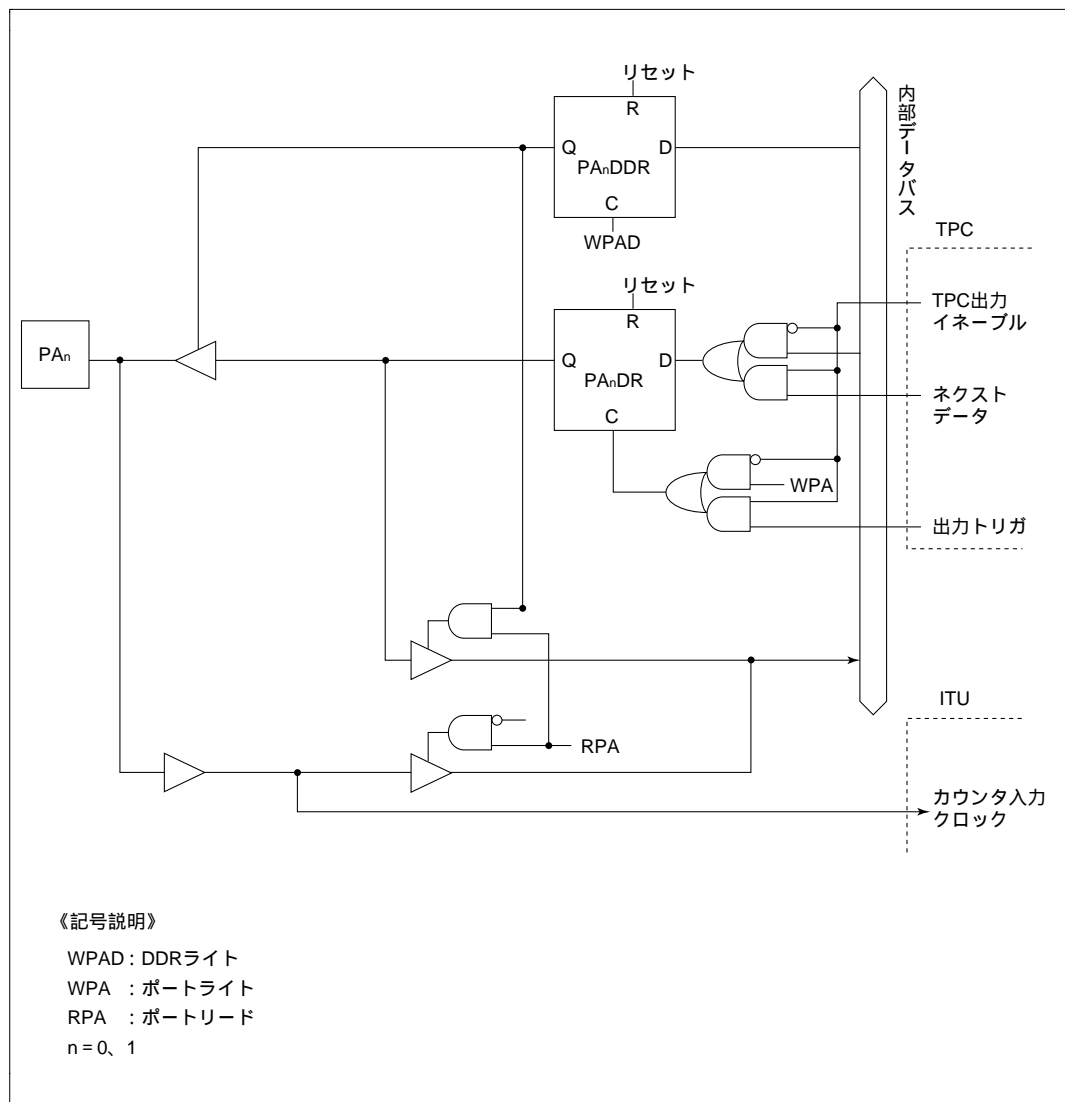 リセット
R
Q
D
PAnDDR
C
WPAD
内部データバス
TPC
リセット
R
TPC出力
イネーブル
PAn
Q
D
PAnDR
C
ネクスト
データ
WPA
出力トリガ
ITU
RPA
カウンタ入力
クロック
《記号説明》
WPAD : DDRライト
WPA : ポートライト
RPA : ポートリード
n = 0、1